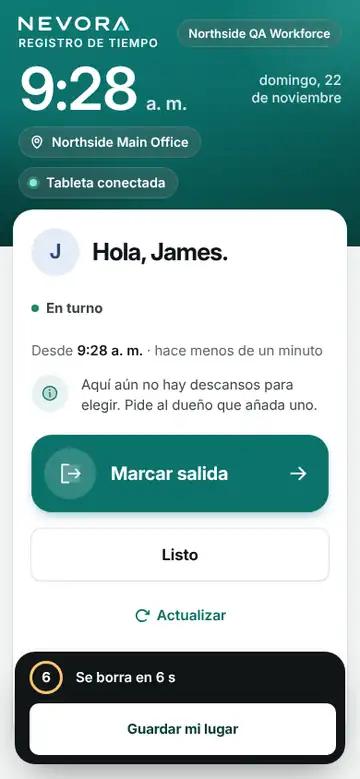 NEVORA
REGISTRO DE TIEMPO
Northside QA Workforce
9:28 a. m.
domingo, 22
de noviembre
Northside Main Office
Tableta conectada
J
Hola, James.
En turno
Desde 9:28 a. m. · hace menos de un minuto
Aquí aún no hay descansos para
elegir. Pide al dueño que añada uno.
Marcar salida
Listo
Actualizar
6
Se borra en 6 s
Guardar mi lugar